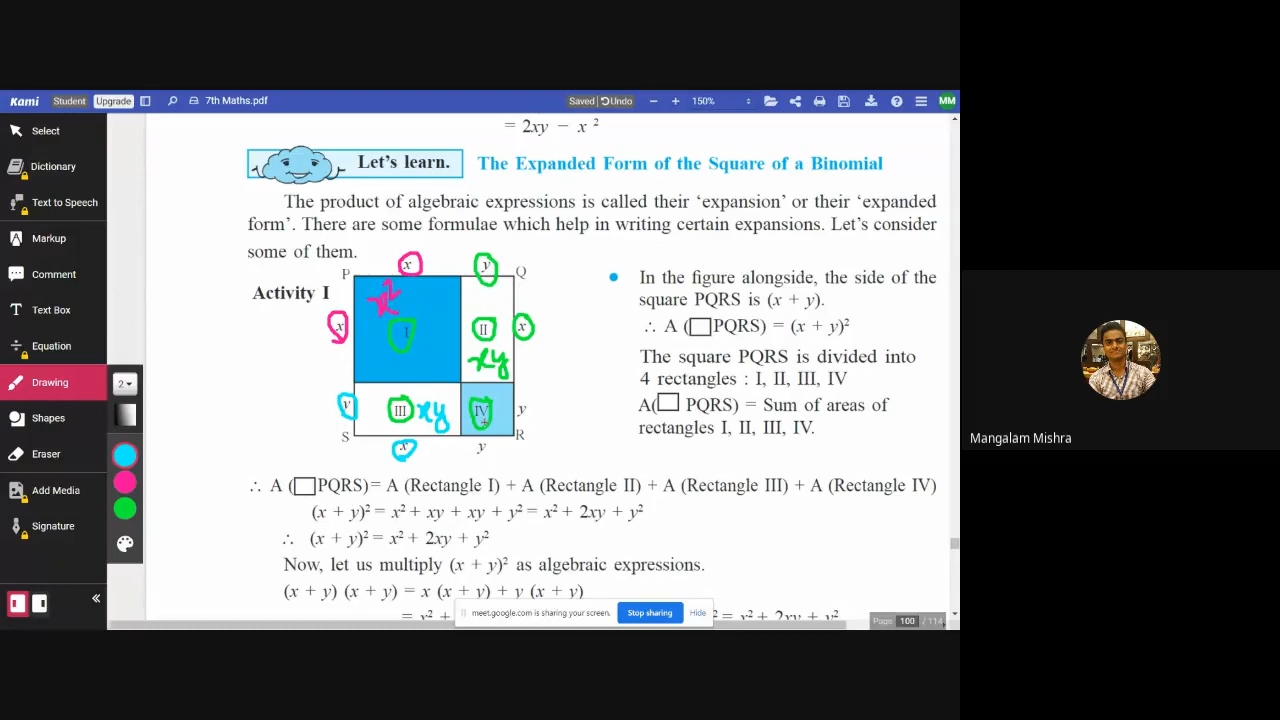 Kami Student Upgrade 7th Maths.pdf Saved Undo 150% MM
Select
Dictionary
Text to Speech
Markup
Comment
Text Box
Equation
Drawing
Shapes
Eraser
Add Media
Signature
2
= 2xy − x ²
Let's learn. The Expanded Form of the Square of a Binomial
The product of algebraic expressions is called their 'expansion' or their 'expanded
form'. There are some formulae which help in writing certain expansions. Let's consider
some of them.
Activity I
P x y Q
x²
x I II x
xy
y III xy IV y
S x y R
• In the figure alongside, the side of the
square PQRS is (x + y).
∴ A (□PQRS) = (x + y)²
The square PQRS is divided into
4 rectangles : I, II, III, IV
A(□ PQRS) = Sum of areas of
rectangles I, II, III, IV.
∴ A (□PQRS)= A (Rectangle I) + A (Rectangle II) + A (Rectangle III) + A (Rectangle IV)
(x + y)² = x² + xy + xy + y² = x² + 2xy + y²
∴ (x + y)² = x² + 2xy + y²
Now, let us multiply (x + y)² as algebraic expressions.
(x + y) (x + y) = x (x + y) + y (x + y)
= x² +
² = x² + 2xy + y²
meet.google.com is sharing your screen. Stop sharing Hide
Page 100 / 114
Mangalam Mishra